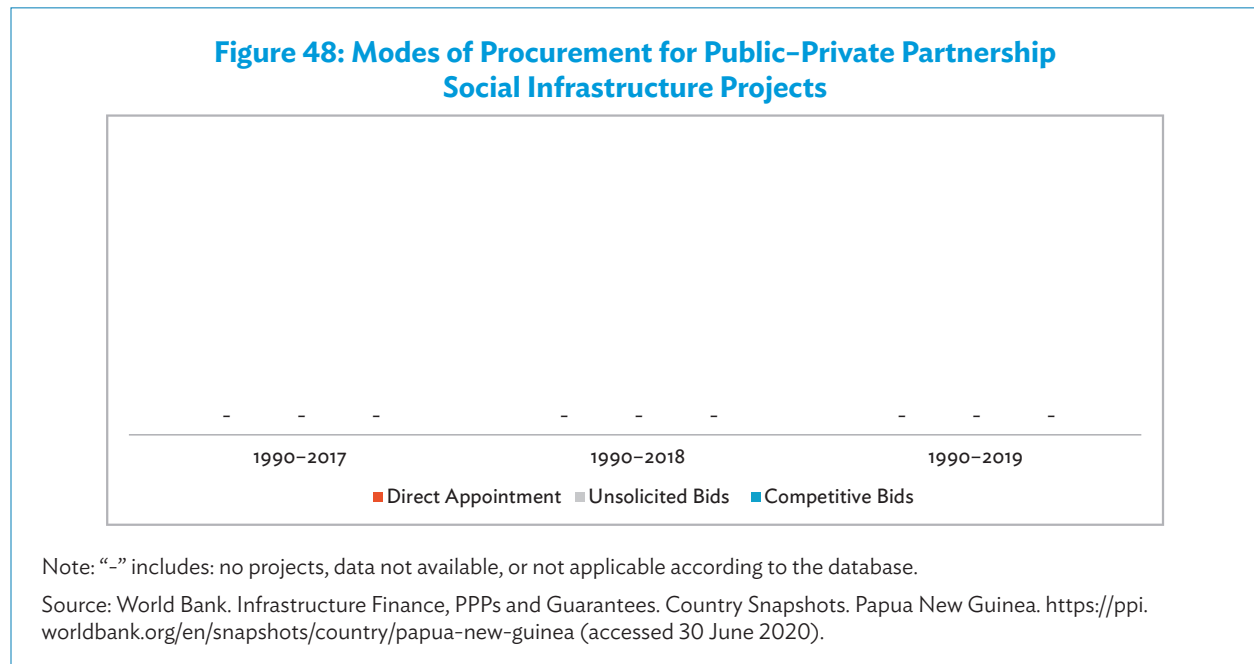 Figure 48: Modes of Procurement for Public–Private Partnership
Social Infrastructure Projects
- - - - - - - - -
1990–2017 1990–2018 1990–2019
Direct Appointment Unsolicited Bids Competitive Bids
Note: “-” includes: no projects, data not available, or not applicable according to the database.
Source: World Bank. Infrastructure Finance, PPPs and Guarantees. Country Snapshots. Papua New Guinea. https://ppi.
worldbank.org/en/snapshots/country/papua-new-guinea (accessed 30 June 2020).